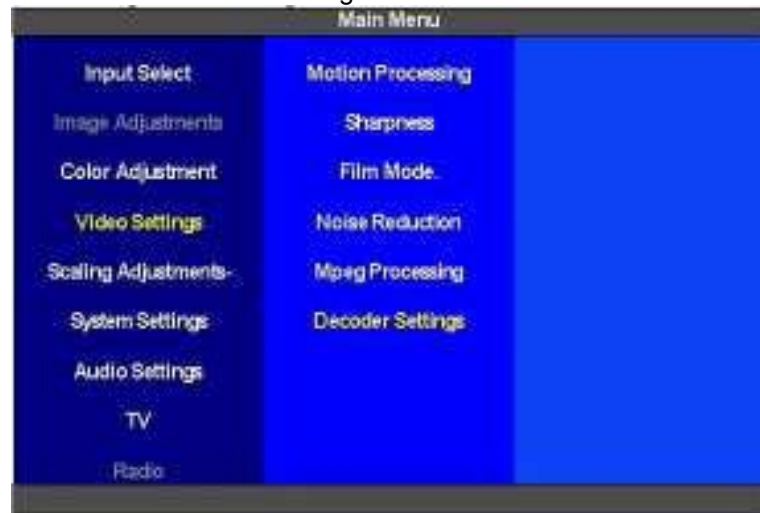 Main Menu
Input Select
Image Adjustments
Color Adjustment
Video Settings
Scaling Adjustments-
System Settings
Audio Settings
TV
Radio
Motion Processing
Sharpness
Film Mode.
Noise Reduction
Mpeg Processing
Decoder Settings